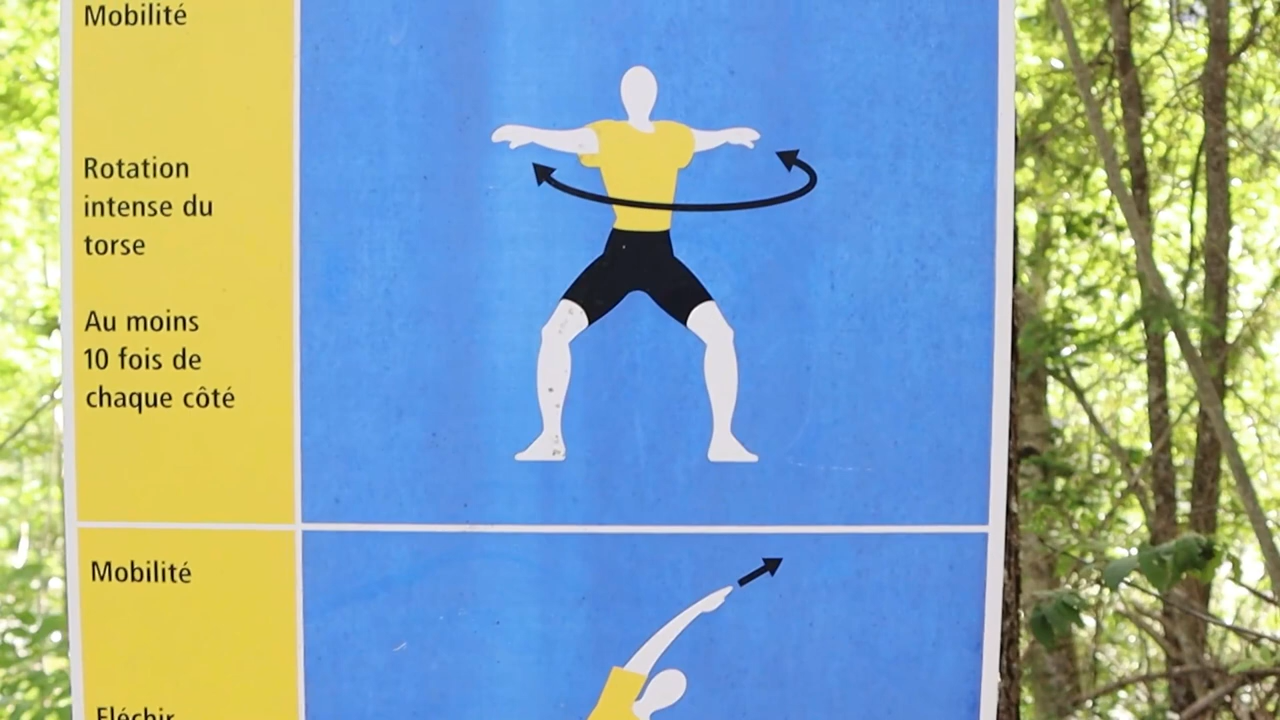 Mobilité
Rotation
intense du
torse
Au moins
10 fois de
chaque côté
Mobilité
Fléchir